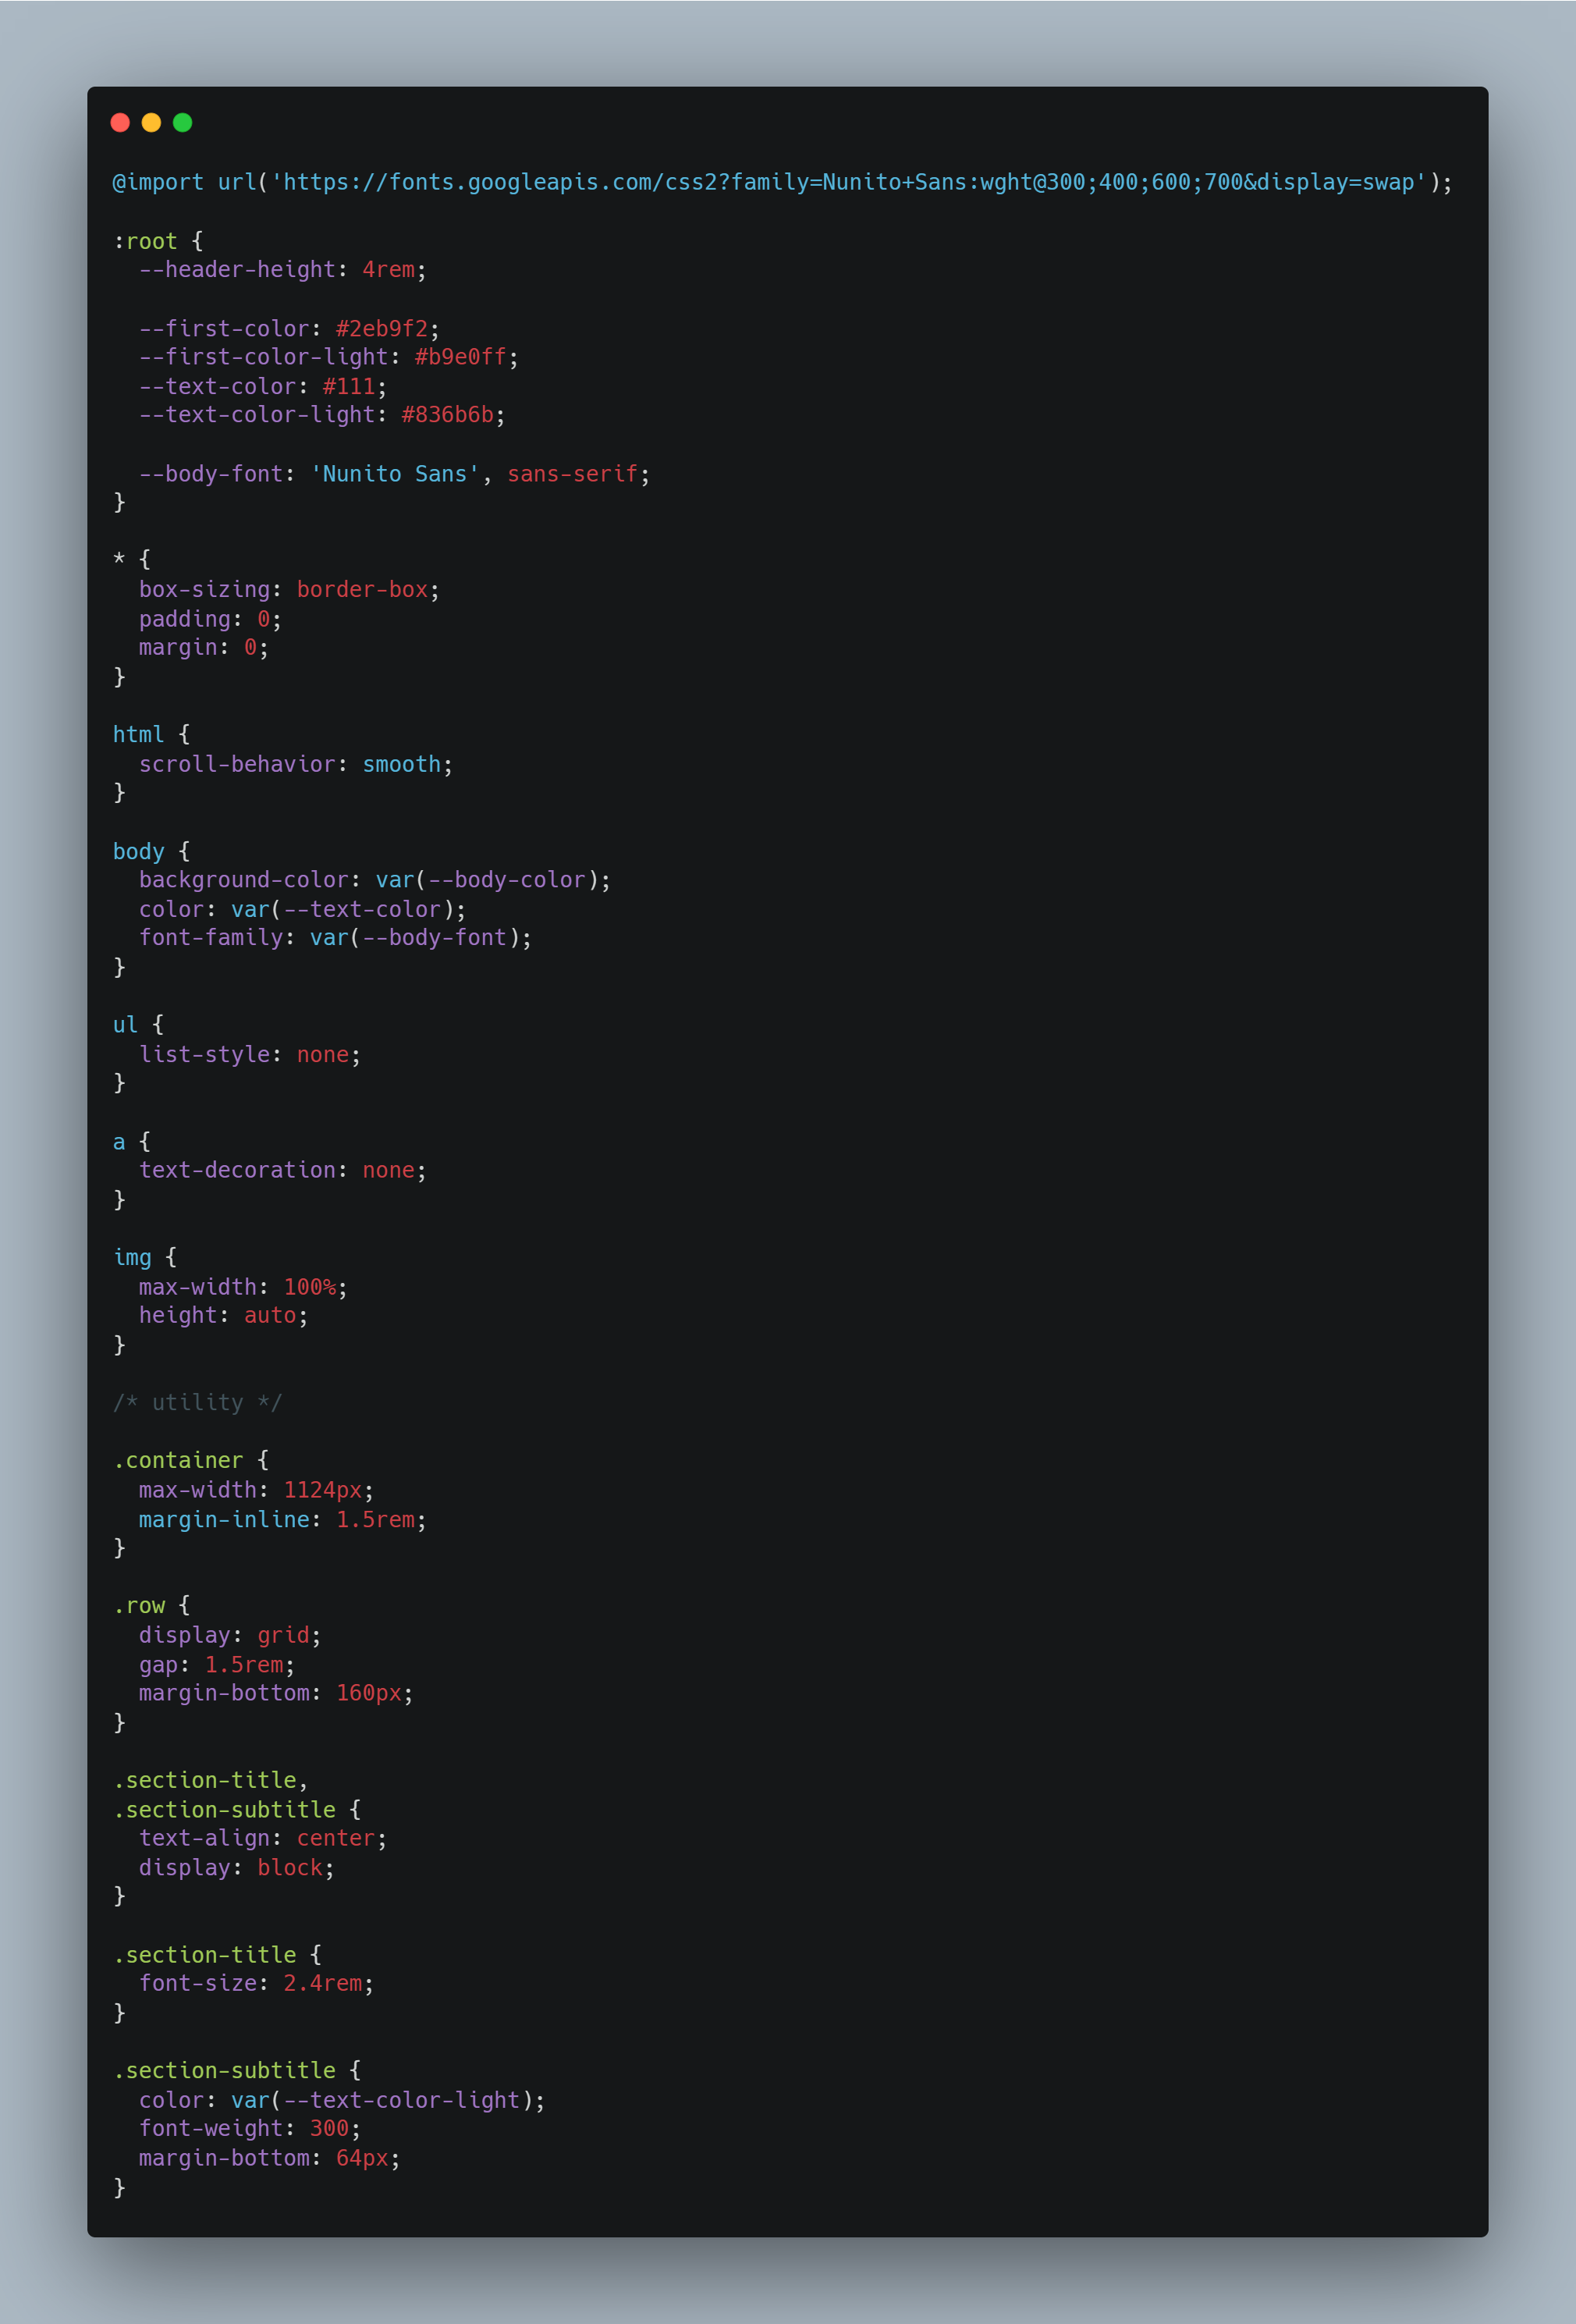 @import url('https://fonts.googleapis.com/css2?family=Nunito+Sans:wght@300;400;600;700&display=swap');

:root {
  --header-height: 4rem;

  --first-color: #2eb9f2;
  --first-color-light: #b9e0ff;
  --text-color: #111;
  --text-color-light: #836b6b;

  --body-font: 'Nunito Sans', sans-serif;
}

* {
  box-sizing: border-box;
  padding: 0;
  margin: 0;
}

html {
  scroll-behavior: smooth;
}

body {
  background-color: var(--body-color);
  color: var(--text-color);
  font-family: var(--body-font);
}

ul {
  list-style: none;
}

a {
  text-decoration: none;
}

img {
  max-width: 100%;
  height: auto;
}

/* utility */

.container {
  max-width: 1124px;
  margin-inline: 1.5rem;
}

.row {
  display: grid;
  gap: 1.5rem;
  margin-bottom: 160px;
}

.section-title,
.section-subtitle {
  text-align: center;
  display: block;
}

.section-title {
  font-size: 2.4rem;
}

.section-subtitle {
  color: var(--text-color-light);
  font-weight: 300;
  margin-bottom: 64px;
}